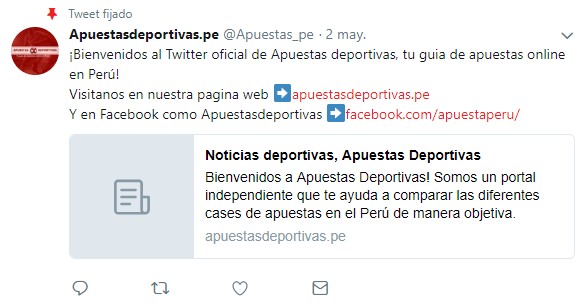 Tweet fijado
Apuestasdeportivas.pe @Apuestas_pe · 2 may.
¡Bienvenidos al Twitter oficial de Apuestas deportivas, tu guia de apuestas online
en Perú!
Visitanos en nuestra pagina web ➡apuestasdeportivas.pe
Y en Facebook como Apuestasdeportivas ➡facebook.com/apuestaperu/
Noticias deportivas, Apuestas Deportivas
Bienvenidos a Apuestas Deportivas! Somos un portal
independiente que te ayuda a comparar las diferentes
cases de apuestas en el Perú de manera objetiva.
apuestasdeportivas.pe